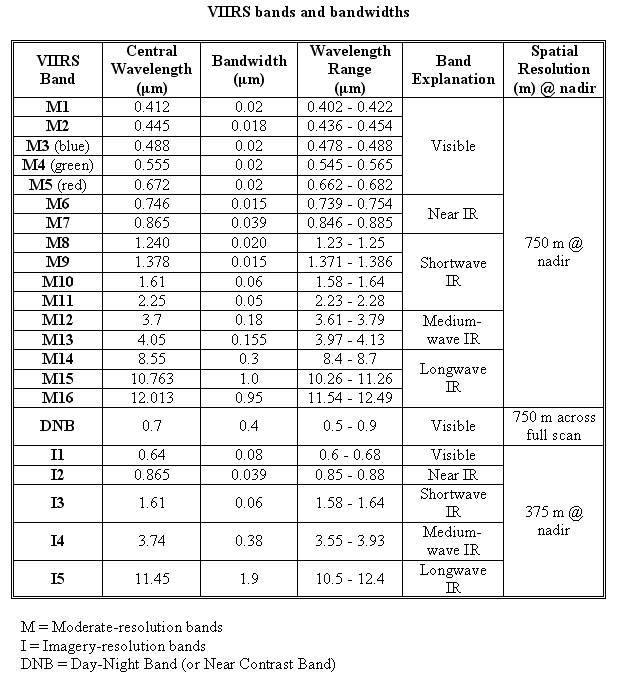 VIIRS bands and bandwidths
VIIRS Band | Central Wavelength (μm) | Bandwidth (μm) | Wavelength Range (μm) | Band Explanation | Spatial Resolution (m) @ nadir
M1 | 0.412 | 0.02 | 0.402 - 0.422 | Visible | 750 m @ nadir
M2 | 0.445 | 0.018 | 0.436 - 0.454
M3 (blue) | 0.488 | 0.02 | 0.478 - 0.488
M4 (green) | 0.555 | 0.02 | 0.545 - 0.565
M5 (red) | 0.672 | 0.02 | 0.662 - 0.682
M6 | 0.746 | 0.015 | 0.739 - 0.754 | Near IR
M7 | 0.865 | 0.039 | 0.846 - 0.885
M8 | 1.240 | 0.020 | 1.23 - 1.25 | Shortwave IR
M9 | 1.378 | 0.015 | 1.371 - 1.386
M10 | 1.61 | 0.06 | 1.58 - 1.64
M11 | 2.25 | 0.05 | 2.23 - 2.28
M12 | 3.7 | 0.18 | 3.61 - 3.79 | Medium-wave IR
M13 | 4.05 | 0.155 | 3.97 - 4.13
M14 | 8.55 | 0.3 | 8.4 - 8.7 | Longwave IR
M15 | 10.763 | 1.0 | 10.26 - 11.26
M16 | 12.013 | 0.95 | 11.54 - 12.49
DNB | 0.7 | 0.4 | 0.5 - 0.9 | Visible | 750 m across full scan
I1 | 0.64 | 0.08 | 0.6 - 0.68 | Visible | 375 m @ nadir
I2 | 0.865 | 0.039 | 0.85 - 0.88 | Near IR
I3 | 1.61 | 0.06 | 1.58 - 1.64 | Shortwave IR
I4 | 3.74 | 0.38 | 3.55 - 3.93 | Medium-wave IR
I5 | 11.45 | 1.9 | 10.5 - 12.4 | Longwave IR
M = Moderate-resolution bands
I = Imagery-resolution bands
DNB = Day-Night Band (or Near Contrast Band)